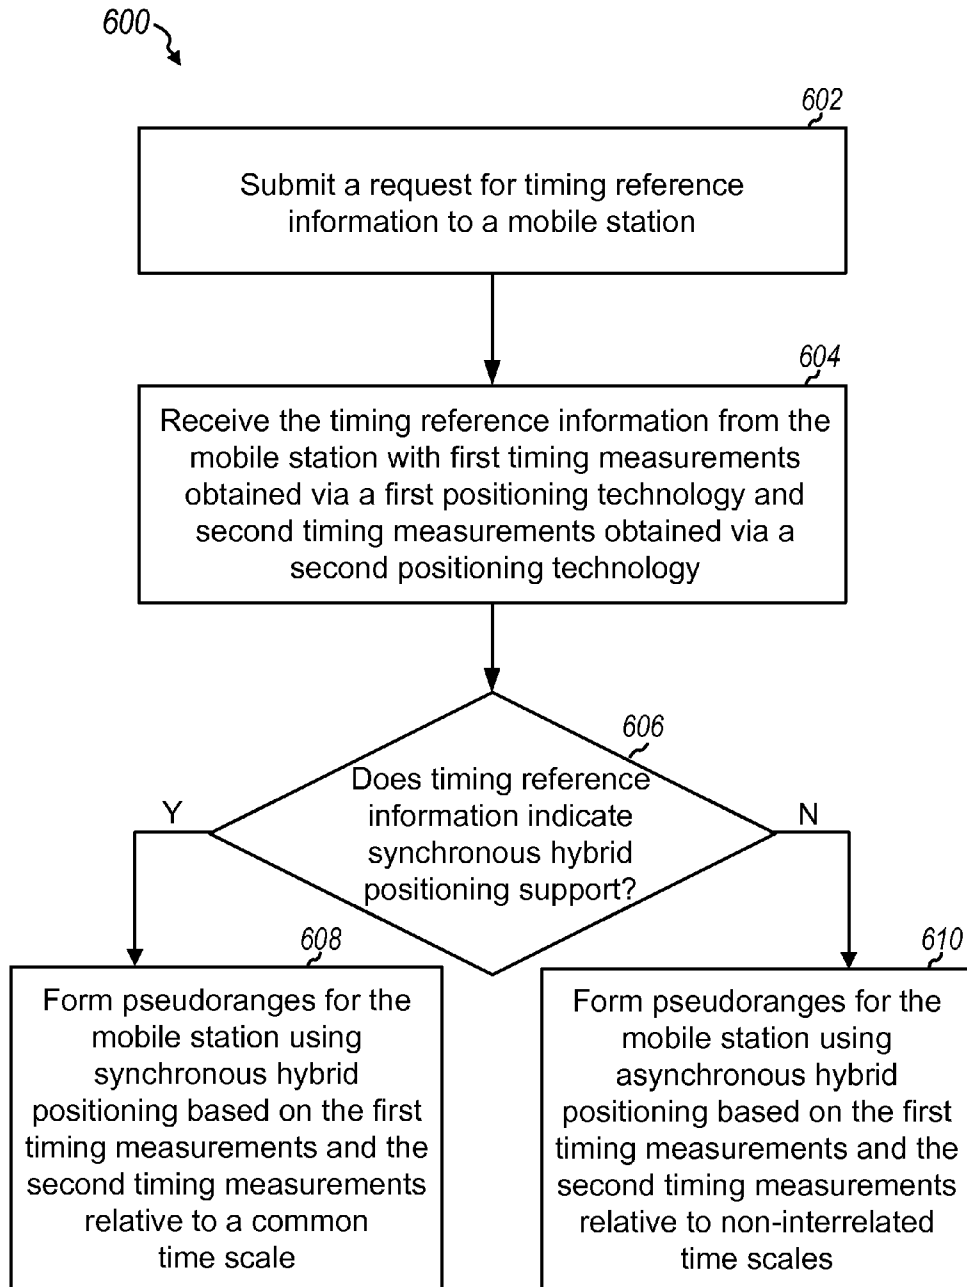 600
602
Submit a request for timing reference
information to a mobile station
604
Receive the timing reference information from the
mobile station with first timing measurements
obtained via a first positioning technology and
second timing measurements obtained via a
second positioning technology
606
Does timing reference
information indicate
synchronous hybrid
positioning support?
Y
N
608
Form pseudoranges for the
mobile station using
synchronous hybrid
positioning based on the first
timing measurements and the
second timing measurements
relative to a common
time scale
610
Form pseudoranges for the
mobile station using
asynchronous hybrid
positioning based on the first
timing measurements and the
second timing measurements
relative to non-interrelated
time scales